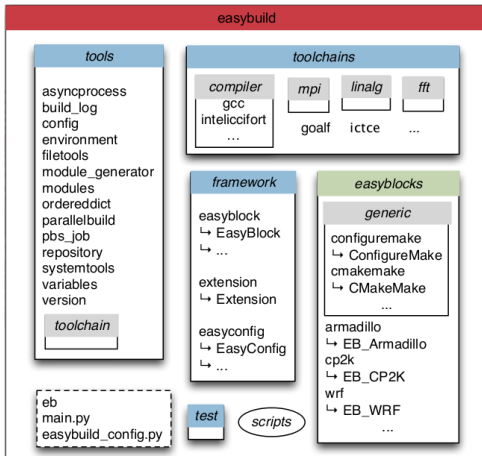 easybuild
tools
asyncprocess
build_log
config
environment
filetools
module_generator
modules
ordereddict
parallelbuild
pbs_job
repository
systemtools
variables
version
toolchain
toolchains
compiler
gcc
inteliccifort
...
mpi
linalg
fft
goalf ictce ...
framework
easyblock
↳ EasyBlock
↳ ...
extension
↳ Extension
easyconfig
↳ EasyConfig
↳ ...
easyblocks
generic
configuremake
↳ ConfigureMake
cmakemake
↳ CMakeMake
...
armadillo
↳ EB_Armadillo
cp2k
↳ EB_CP2K
wrf
↳ EB_WRF
...
eb
main.py
easybuild_config.py
test
scripts